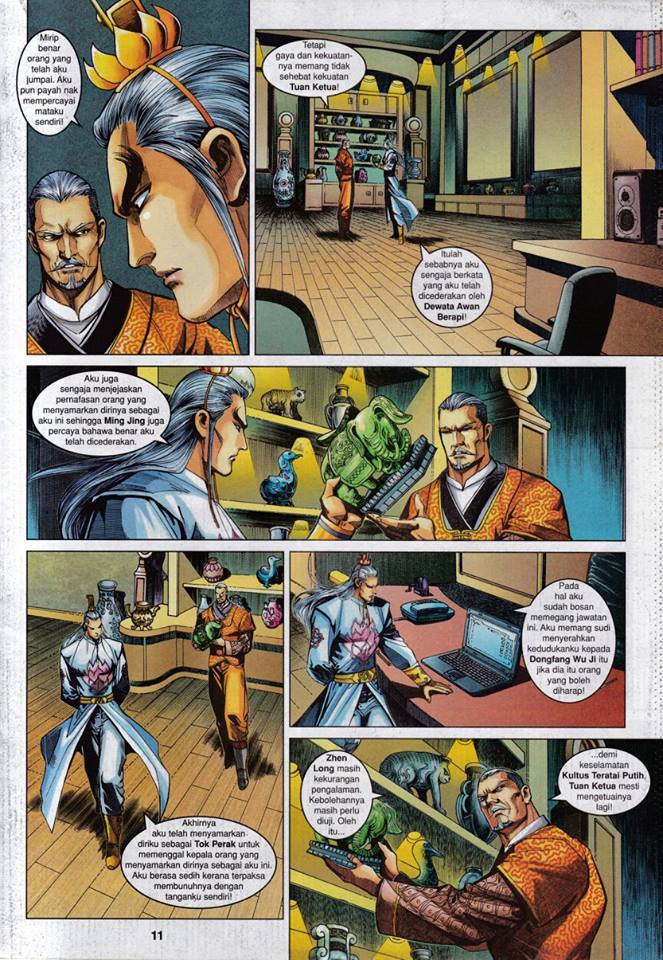 Mirip
benar
orang yang
telah aku
jumpai. Aku
pun payah nak
mempercayai
mataku
sendiri!
Tetapi
gaya dan kekuatan-
nya memang tidak
sehebat kekuatan
Tuan Ketua!
Itulah
sebabnya aku
sengaja berkata
yang aku telah
dicederakan oleh
Dewata Awan
Berapi!
Aku juga
sengaja menjejaskan
pernafasan orang yang
menyamarkan dirinya sebagai
aku ini sehingga Ming Jing juga
percaya bahawa benar aku
telah dicederakan.
Akhirnya
aku telah menyamarkan-
diriku sebagai Tok Perak untuk
memenggal kepala orang yang
menyamarkan dirinya sebagai aku ini.
Aku berasa sedih kerana terpaksa
membunuhnya dengan
tanganku sendiri!
Pada
hal aku
sudah bosan
memegang jawatan
ini. Aku memang sudi
menyerahkan
kedudukanku kepada
Dongfang Wu Ji itu
jika dia itu orang
yang boleh
diharap!
Zhen
Long masih
kekurangan
pengalaman.
Kebolehannya
masih perlu
diuji. Oleh
itu...
...demi
keselamatan
Kultus Teratai Putih,
Tuan Ketua mesti
mengetuainya
lagi!
11